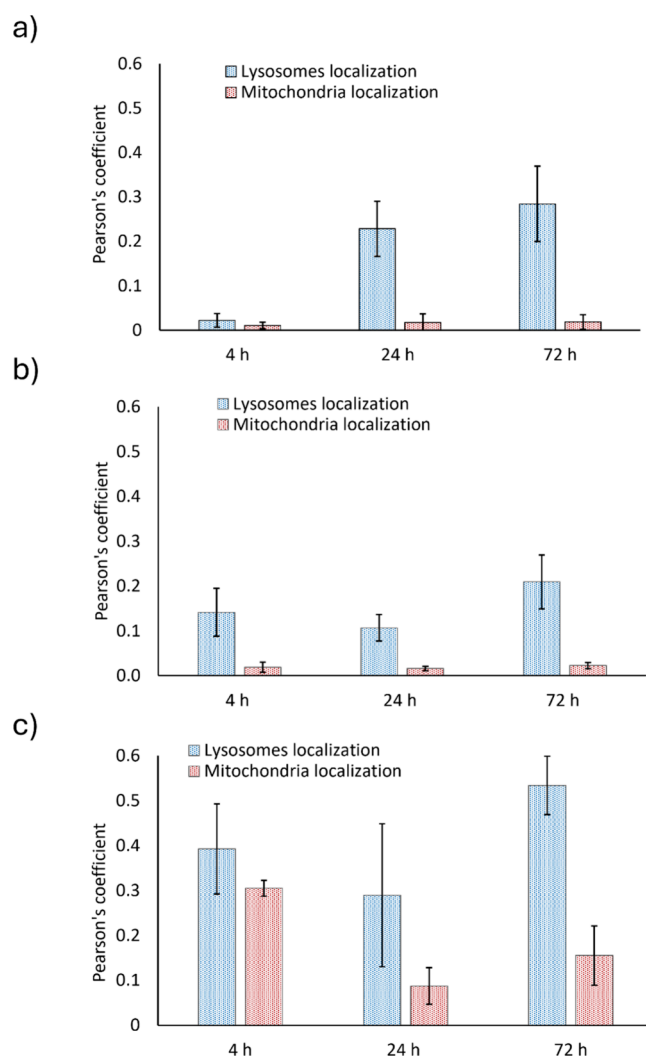 a)
0.6
Lysosomes localization
Mitochondria localization
0.5
0.4
0.3
0.2
0.1
0
Pearson's coefficient
4 h 24 h 72 h
b)
0.6
Lysosomes localization
Mitochondria localization
0.5
0.4
0.3
0.2
0.1
0.0
Pearson's coefficient
4 h 24 h 72 h
c)
0.6
Lysosomes localization
Mitochondria localization
0.5
0.4
0.3
0.2
0.1
0
Pearson's coefficient
4 h 24 h 72 h